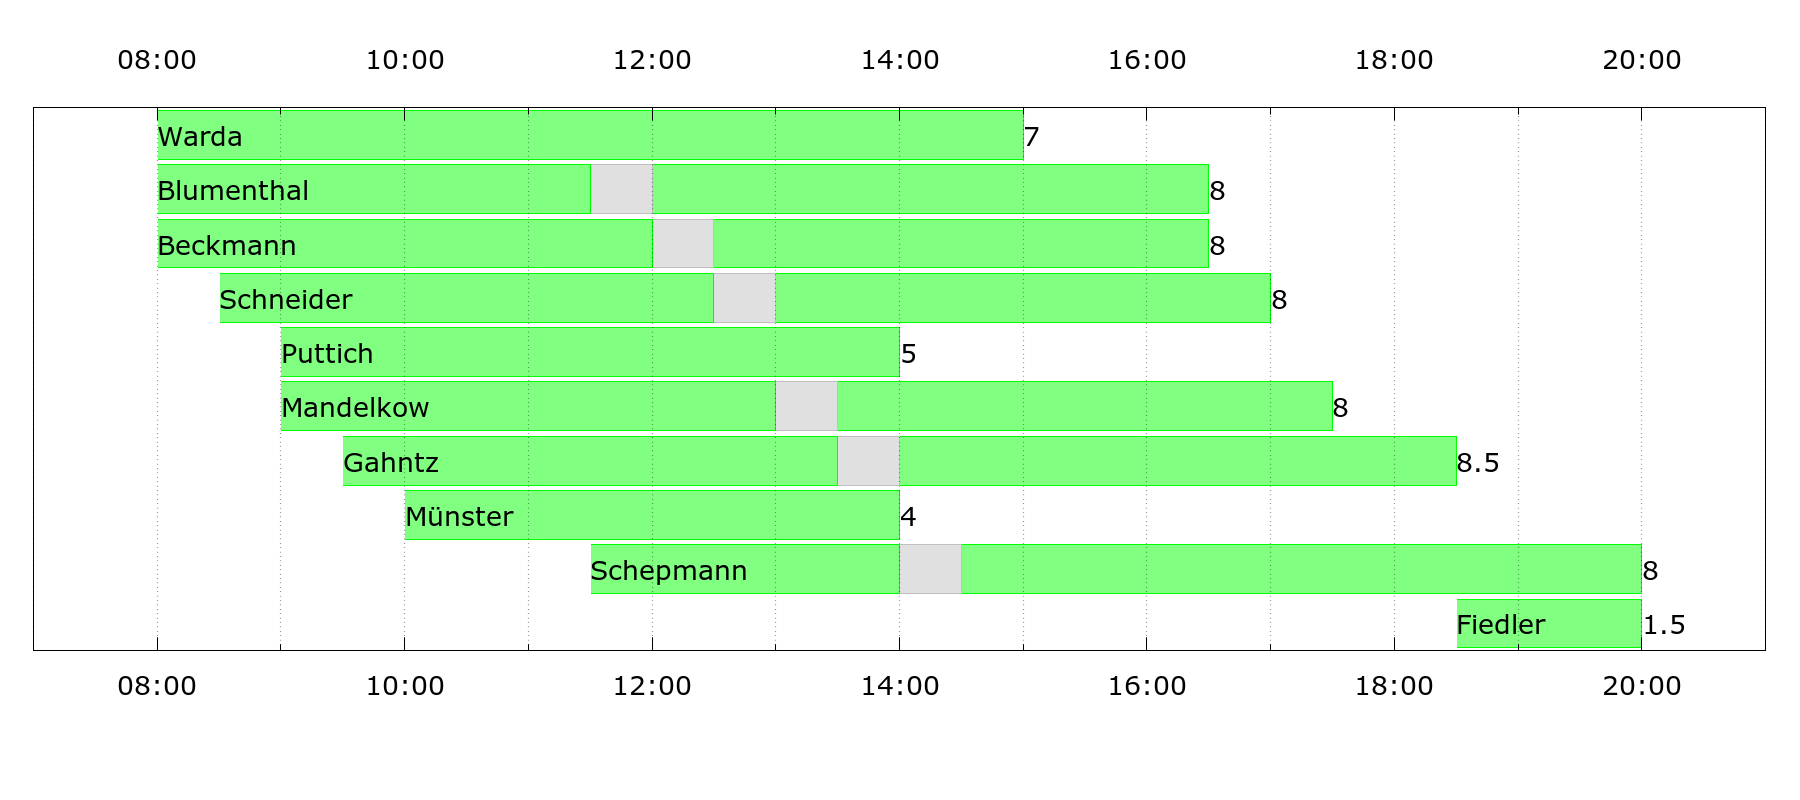 08:00 10:00 12:00 14:00 16:00 18:00 20:00
Warda 7
Blumenthal 8
Beckmann 8
Schneider 8
Puttich 5
Mandelkow 8
Gahntz 8.5
Münster 4
Schepmann 8
Fiedler 1.5
08:00 10:00 12:00 14:00 16:00 18:00 20:00